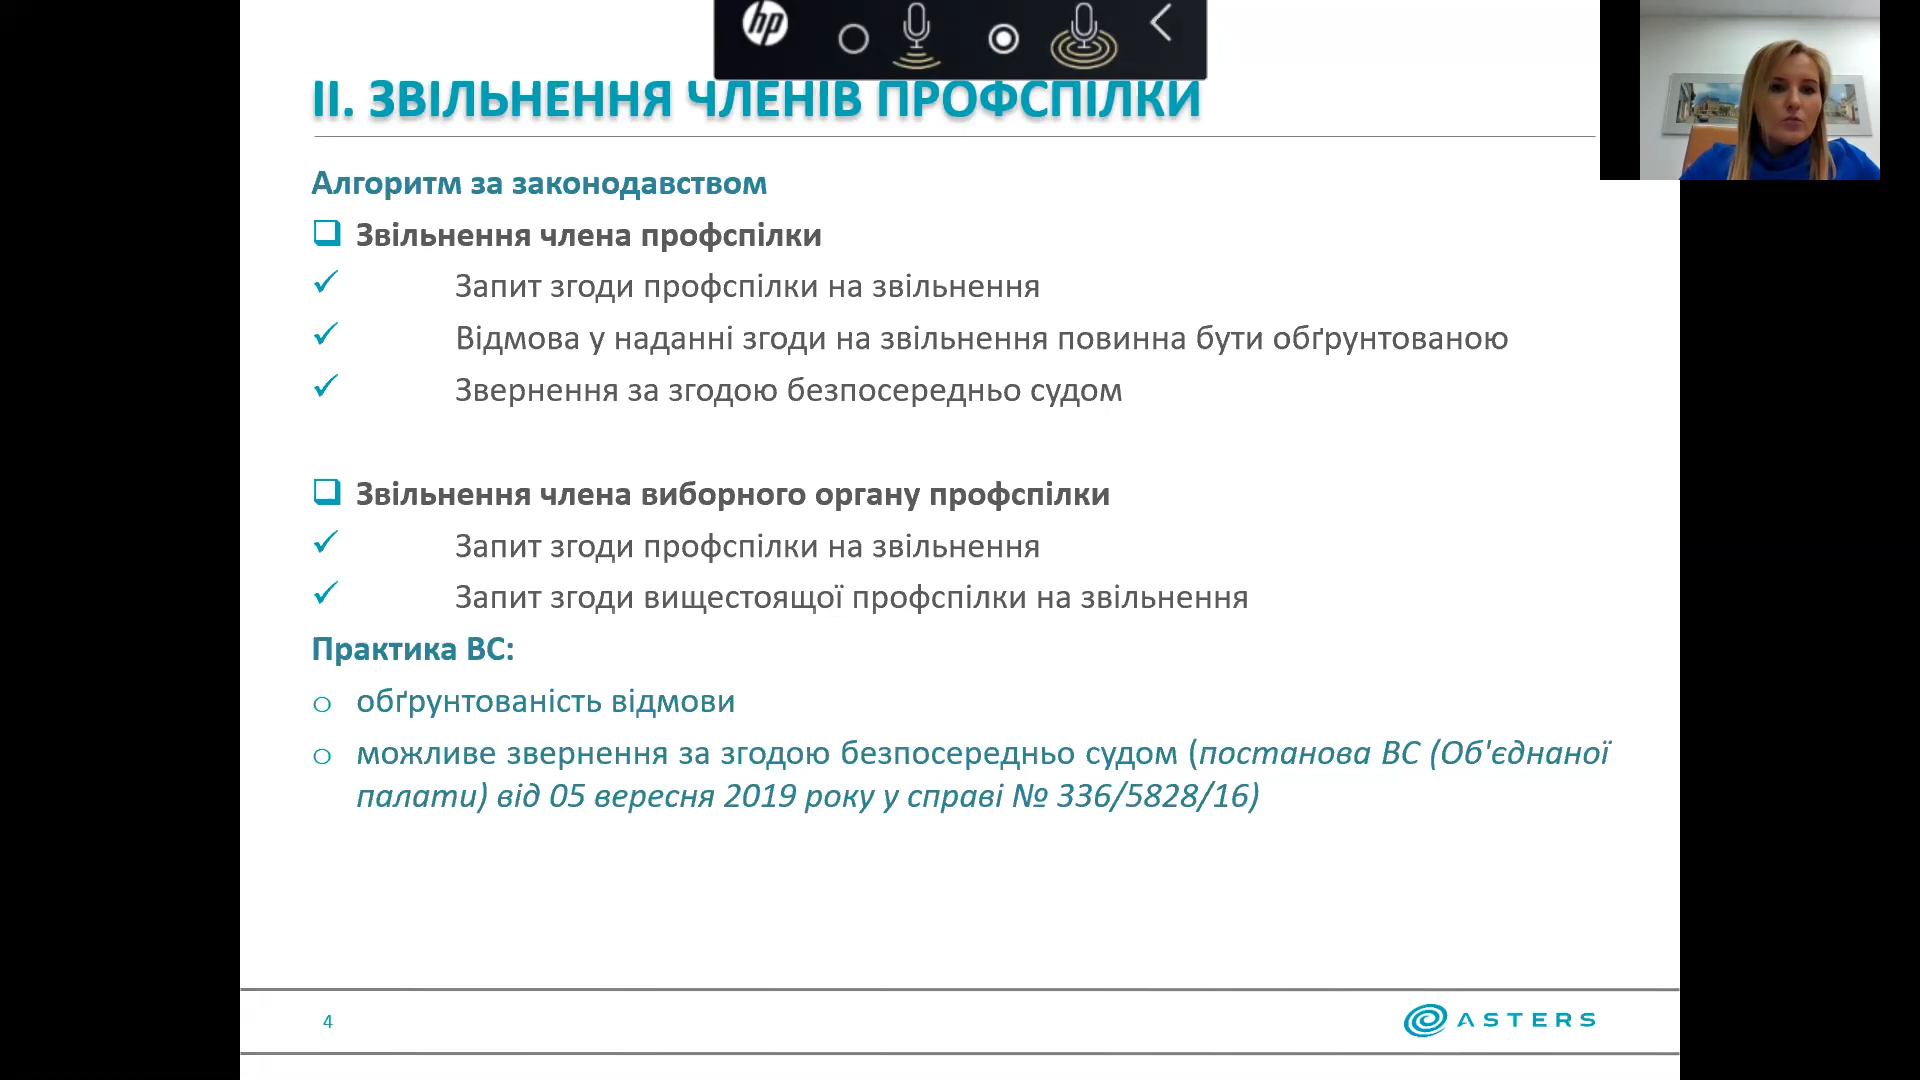 hp
ІІ. ЗВІЛЬНЕННЯ ЧЛЕНІВ ПРОФСПІЛКИ
Алгоритм за законодавством
Звільнення члена профспілки
Запит згоди профспілки на звільнення
Відмова у наданні згоди на звільнення повинна бути обґрунтованою
Звернення за згодою безпосередньо судом
Звільнення члена виборного органу профспілки
Запит згоди профспілки на звільнення
Запит згоди вищестоящої профспілки на звільнення
Практика ВС:
обґрунтованість відмови
можливе звернення за згодою безпосередньо судом (постанова ВС (Об'єднаної
палати) від 05 вересня 2019 року у справі № 336/5828/16)
4
ASTERS